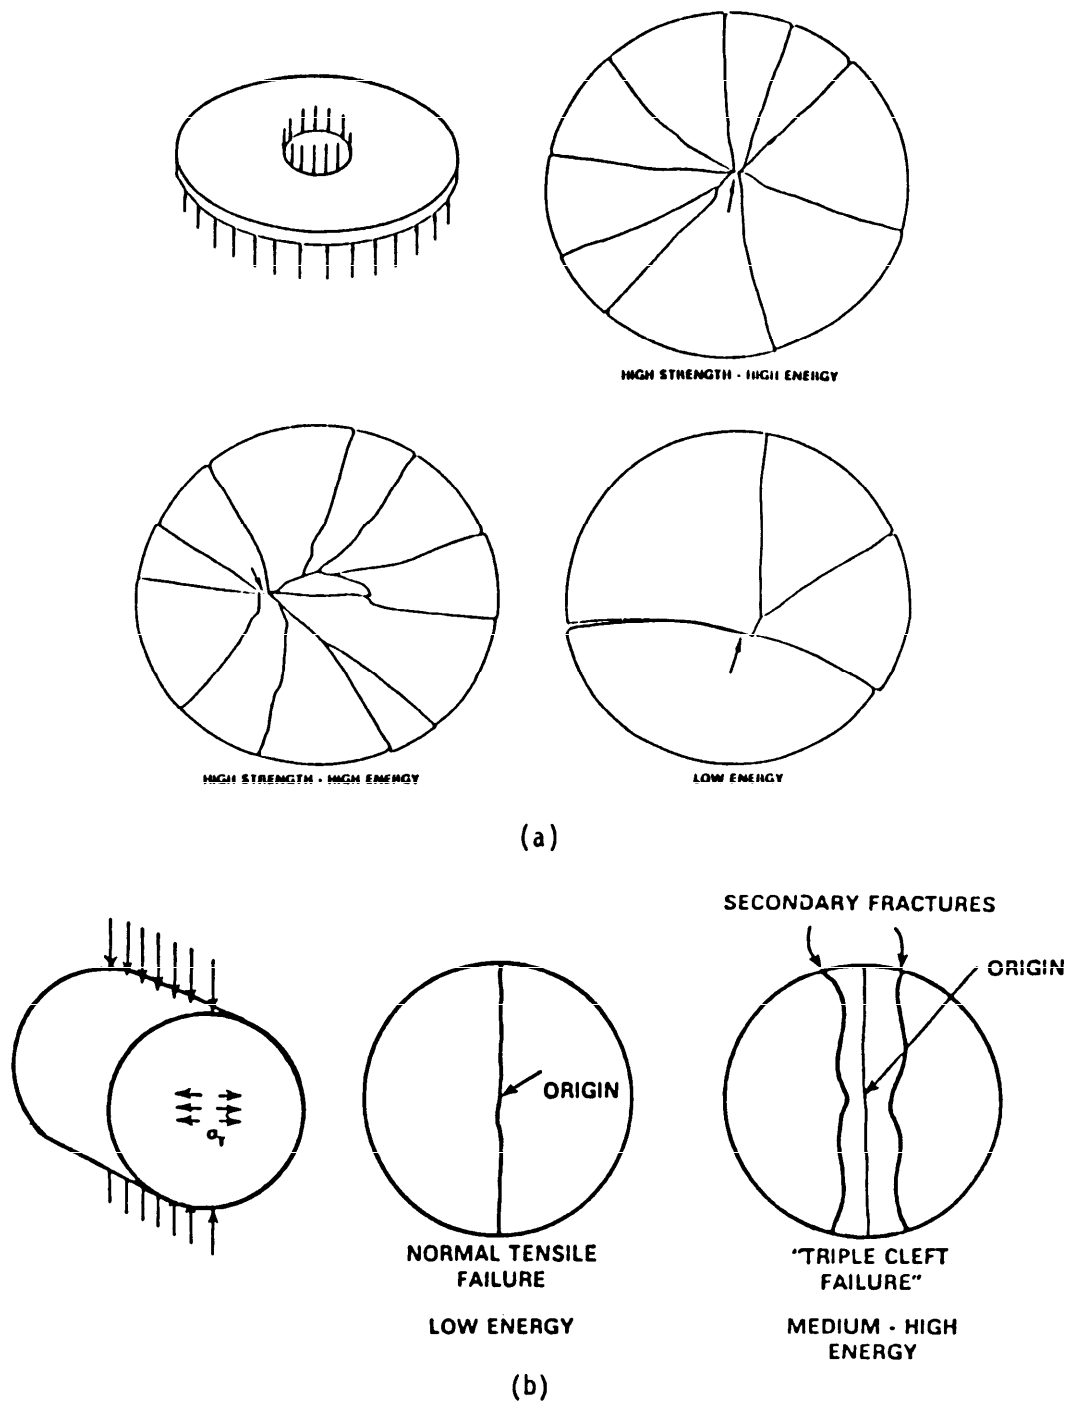 HIGH STRENGTH - HIGH ENERGY
HIGH STRENGTH - HIGH ENERGY
LOW ENERGY
(a)
SECONDARY FRACTURES
ORIGIN
ORIGIN
σT
NORMAL TENSILE
FAILURE
LOW ENERGY
"TRIPLE CLEFT
FAILURE"
MEDIUM - HIGH
ENERGY
(b)